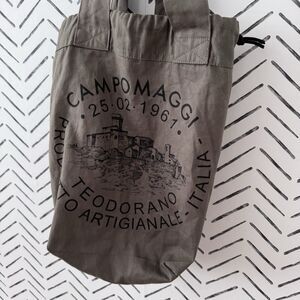 CAMPOMAGGI
· 25 · 02 · 1961 ·
TEODORANO
PRODOTTO ARTIGIANALE - ITALIA -